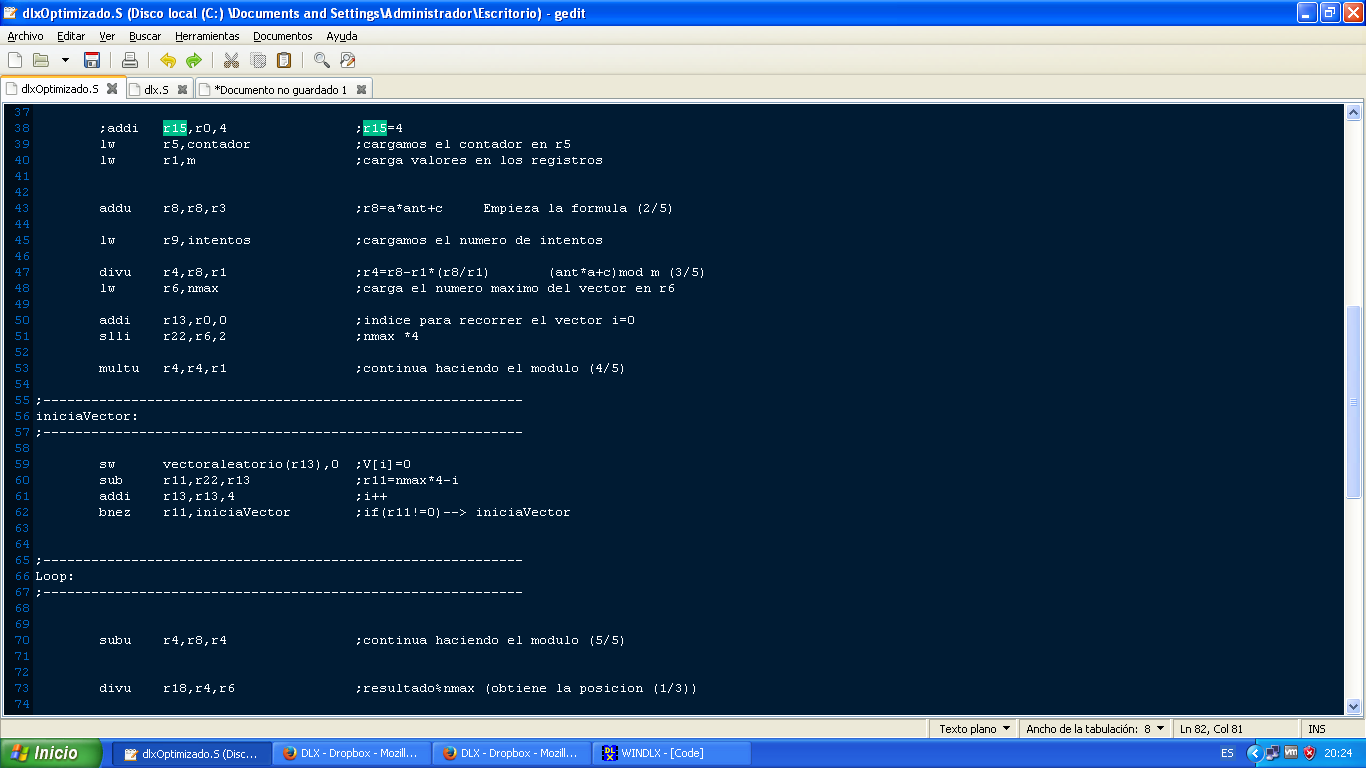 dlxOptimizado.S (Disco local (C:) \Documents and Settings\Administrador\Escritorio) - gedit
Archivo Editar Ver Buscar Herramientas Documentos Ayuda
dlxOptimizado.S dlx.S *Documento no guardado 1
37
38 ;addi r15,r0,4 ;r15=4
39 lw r5,contador ;cargamos el contador en r5
40 lw r1,m ;carga valores en los registros
41
42
43 addu r8,r8,r3 ;r8=a*ant+c Empieza la formula (2/5)
44
45 lw r9,intentos ;cargamos el numero de intentos
46
47 divu r4,r8,r1 ;r4=r8-r1*(r8/r1) (ant*a+c)mod m (3/5)
48 lw r6,nmax ;carga el numero maximo del vector en r6
49
50 addi r13,r0,0 ;indice para recorrer el vector i=0
51 slli r22,r6,2 ;nmax *4
52
53 multu r4,r4,r1 ;continua haciendo el modulo (4/5)
54
55 ;------------------------------------------------------------
56 iniciaVector:
57 ;------------------------------------------------------------
58
59 sw vectoraleatorio(r13),0 ;V[i]=0
60 sub r11,r22,r13 ;r11=nmax*4-i
61 addi r13,r13,4 ;i++
62 bnez r11,iniciaVector ;if(r11!=0)--> iniciaVector
63
64
65 ;------------------------------------------------------------
66 Loop:
67 ;------------------------------------------------------------
68
69
70 subu r4,r8,r4 ;continua haciendo el modulo (5/5)
71
72
73 divu r18,r4,r6 ;resultado%nmax (obtiene la posicion (1/3))
74
Texto plano Ancho de la tabulación: 8 Ln 82, Col 81 INS
Inicio dlxOptimizado.S (Disc... DLX - Dropbox - Mozill... DLX - Dropbox - Mozill... WINDLX - [Code] ES 20:24